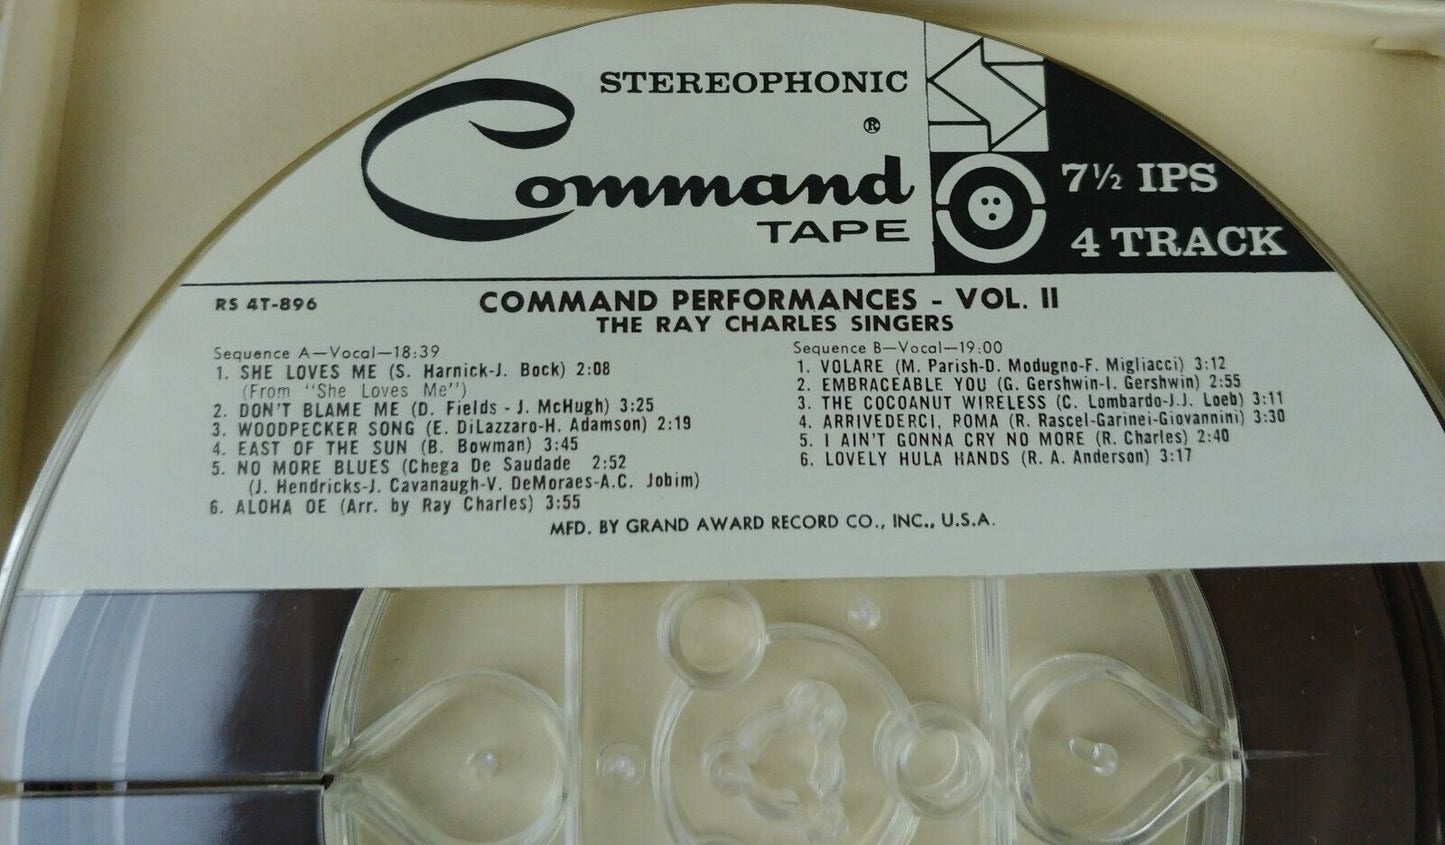 STEREOPHONIC
Command®
TAPE
7½ IPS
4 TRACK
RS 4T-896
COMMAND PERFORMANCES - VOL. II
THE RAY CHARLES SINGERS
Sequence A—Vocal—18:39
1. SHE LOVES ME (S. Harnick-J. Bock) 2:08
(From "She Loves Me")
2. DON'T BLAME ME (D. Fields - J. McHugh) 3:25
3. WOODPECKER SONG (E. DiLazzaro-H. Adamson) 2:19
4. EAST OF THE SUN (B. Bowman) 3:45
5. NO MORE BLUES (Chega De Saudade 2:52
(J. Hendricks-J. Cavanaugh-V. DeMoraes-A.C. Jobim)
6. ALOHA OE (Arr. by Ray Charles) 3:55
Sequence B—Vocal—19:00
1. VOLARE (M. Parish-D. Modugno-F. Migliacci) 3:12
2. EMBRACEABLE YOU (G. Gershwin-I. Gershwin) 2:55
3. THE COCOANUT WIRELESS (C. Lombardo-J.J. Loeb) 3:11
4. ARRIVEDERCI, ROMA (R. Rascel-Garinei-Giovannini) 3:30
5. I AIN'T GONNA CRY NO MORE (R. Charles) 2:40
6. LOVELY HULA HANDS (R. A. Anderson) 3:17
MFD. BY GRAND AWARD RECORD CO., INC., U.S.A.